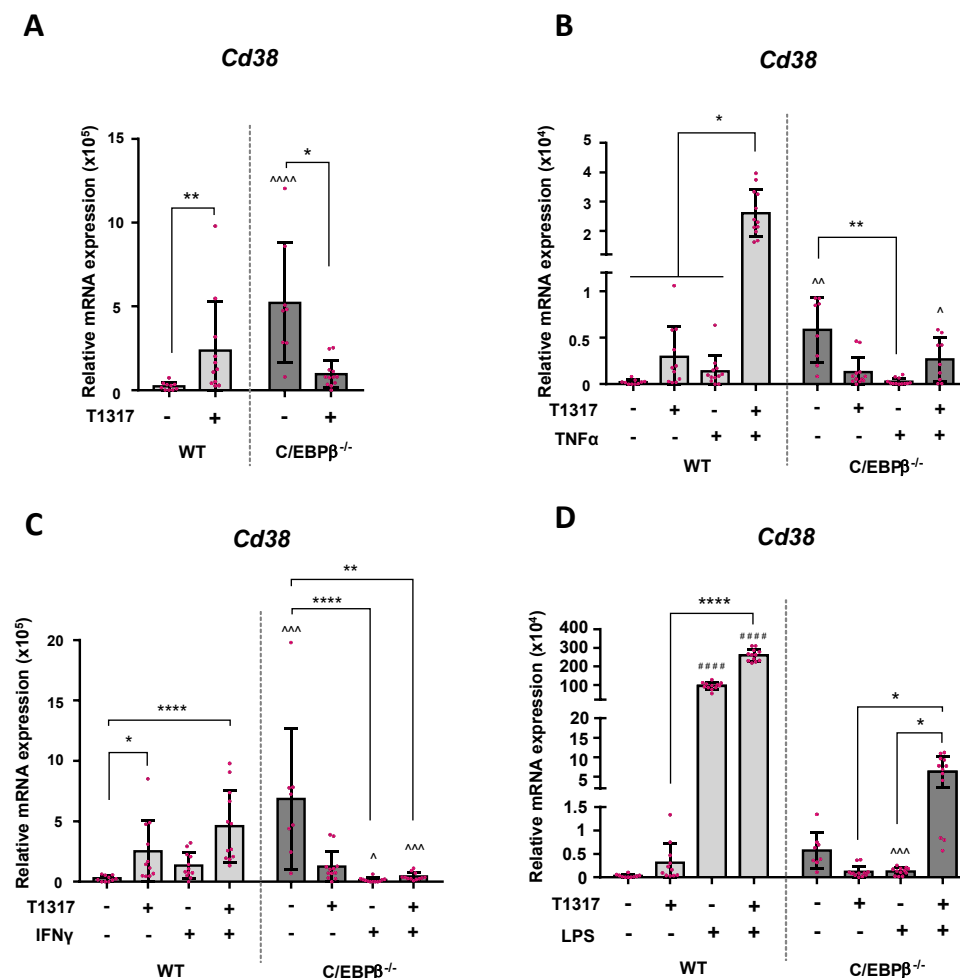 A
Cd38
Relative mRNA expression (x10⁵)
15
10
5
0
**
^^^^
*
T1317 - + - +
WT C/EBPβ⁻/⁻
B
Cd38
Relative mRNA expression (x10⁴)
5
4
3
2
1
0.5
0
*
**
^^
^
T1317 - + - + - + - +
TNFα - - + + - - + +
WT C/EBPβ⁻/⁻
C
Cd38
Relative mRNA expression (x10⁵)
20
15
10
5
0
****
*
**
****
^^^
^
^^^
T1317 - + - + - + - +
IFNγ - - + + - - + +
WT C/EBPβ⁻/⁻
D
Cd38
Relative mRNA expression (x10⁴)
400
300
200
100
20
15
10
5
1
0.5
0
****
####
####
*
*
^^^
T1317 - + - + - + - +
LPS - - + + - - + +
WT C/EBPβ⁻/⁻